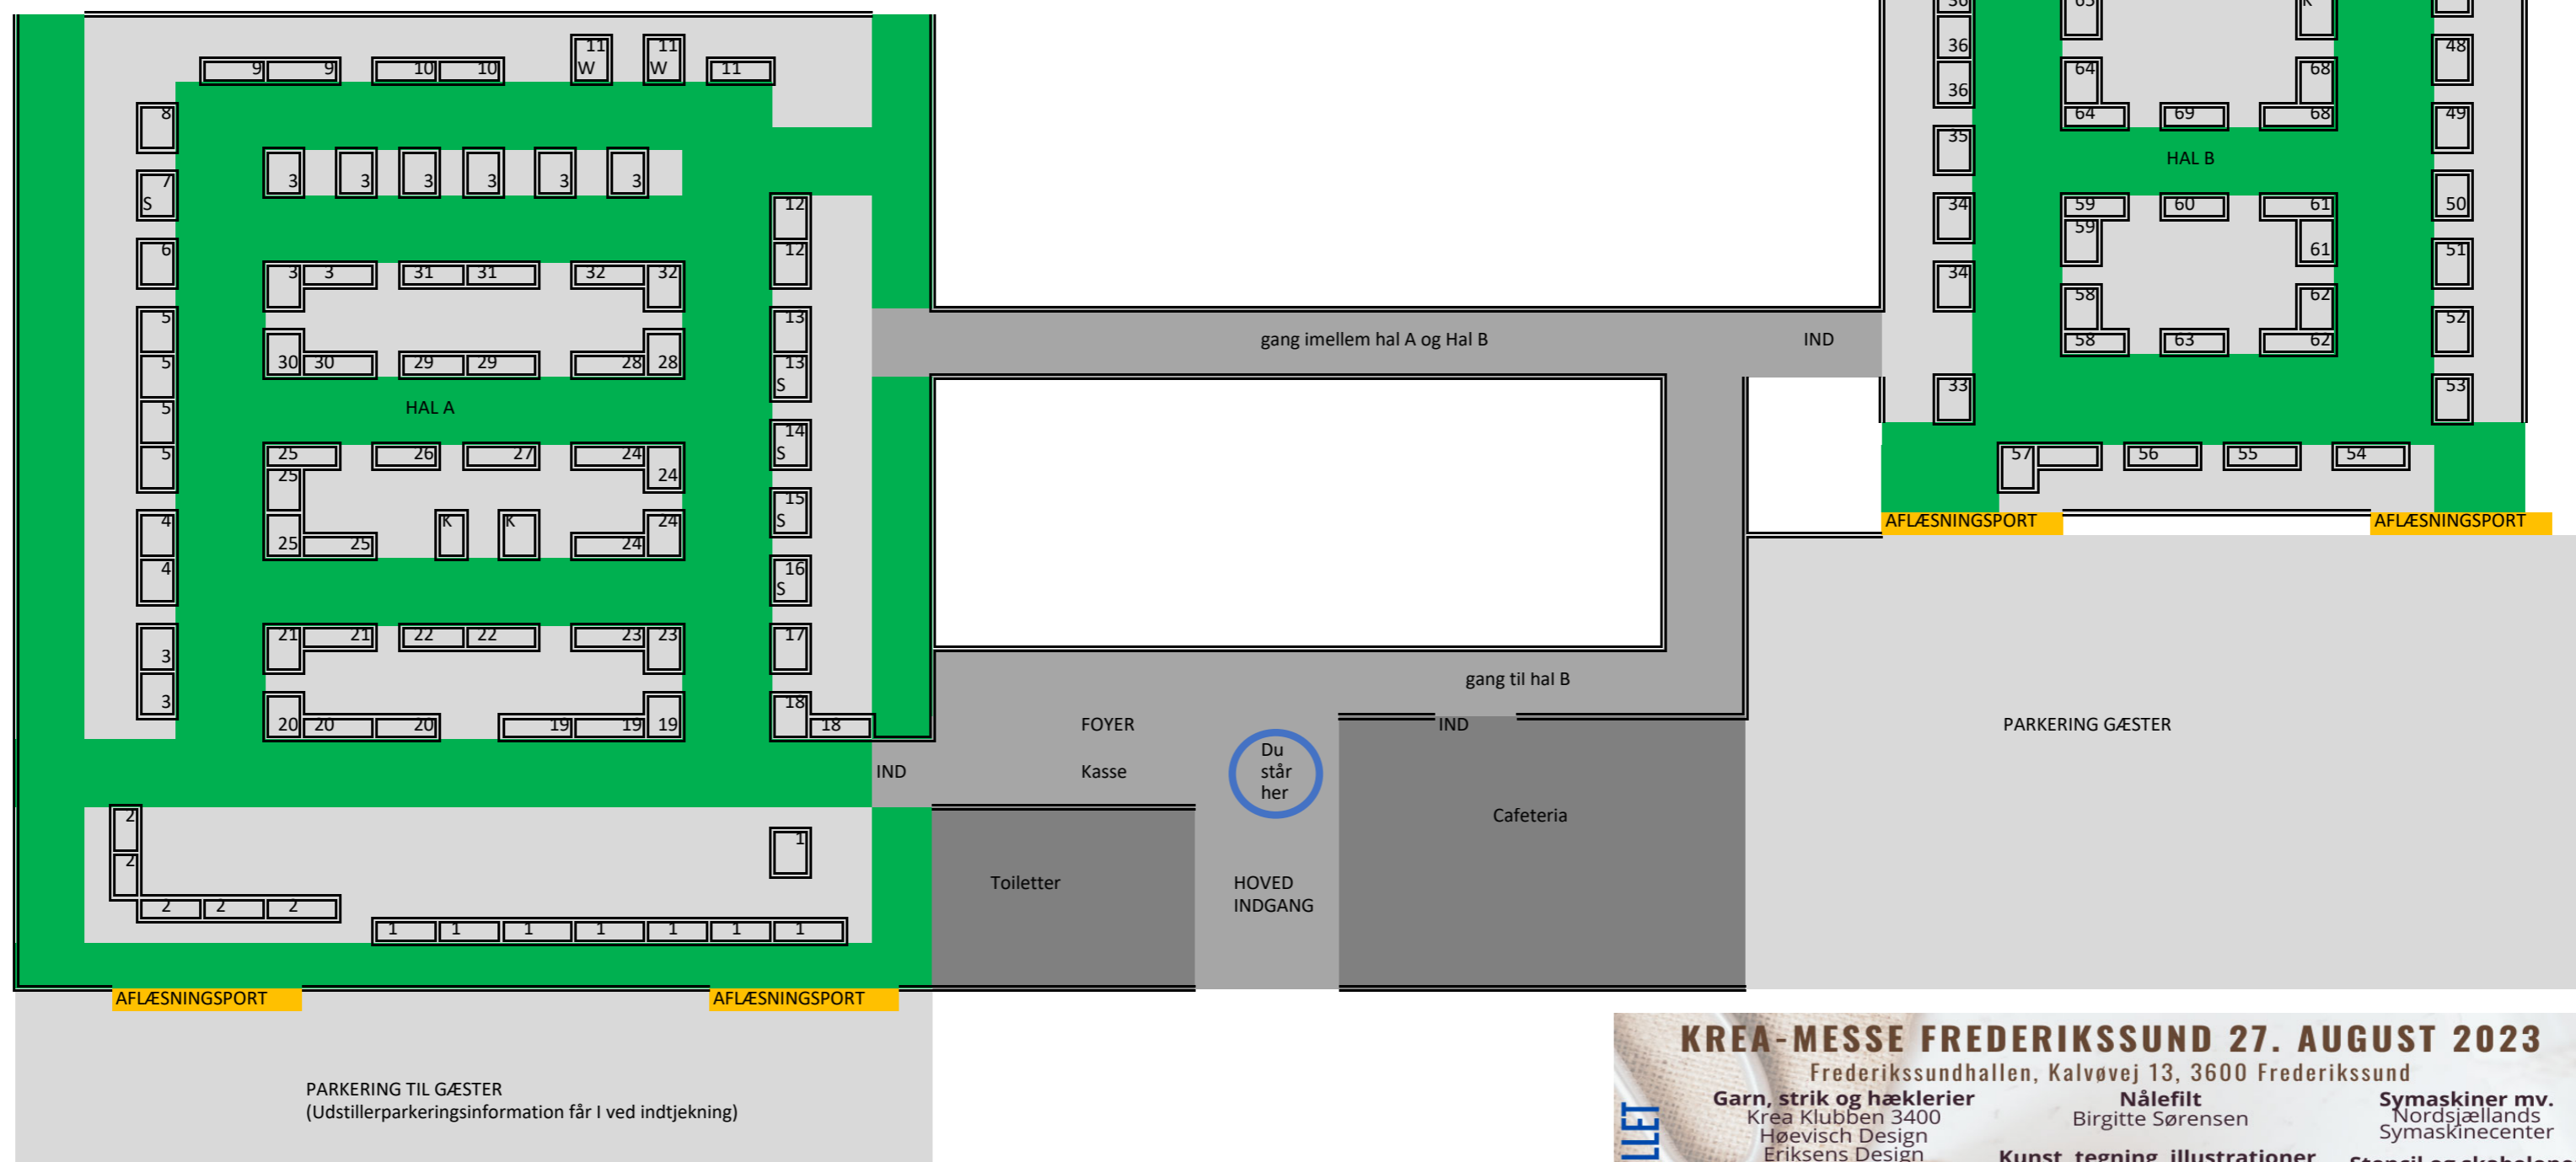 9 9 10 10 11 W 11 W 11
8
7 S
6
5
5
5
5
4
4
3
3
3 3 3 3 3 3
3 3 31 31 32 32
30 30 29 29 28 28
HAL A
25 26 27 24
25 24
K K 24
25 25 24
21 21 22 22 23 23
20 20 20 19 19 19
12
12
13
13 S
14 S
15 S
16 S
17
18
18
2
2
2 2 2
1
1 1 1 1 1 1 1
AFLÆSNINGSPORT AFLÆSNINGSPORT
PARKERING TIL GÆSTER
(Udstillerparkeringsinformation får I ved indtjekning)
gang imellem hal A og Hal B IND
gang til hal B
FOYER
IND
IND Kasse
Du
står
her
Cafeteria
Toiletter
HOVED
INDGANG
PARKERING GÆSTER
36
36
36
35
34
34
33
65 K
64 68
64 69 68
HAL B
59 60 61
59 61
58 62
58 63 62
48
49
50
51
52
53
57 56 55 54
AFLÆSNINGSPORT AFLÆSNINGSPORT
KREA-MESSE FREDERIKSSUND 27. AUGUST 2023
Frederikssundhallen, Kalvøvej 13, 3600 Frederikssund
LLET
Garn, strik og hæklerier
Krea Klubben 3400
Høevisch Design
Eriksens Design
Nålefilt
Birgitte Sørensen
Kunst, tegning, illustrationer
Symaskiner mv.
Nordsjællands
Symaskinecenter